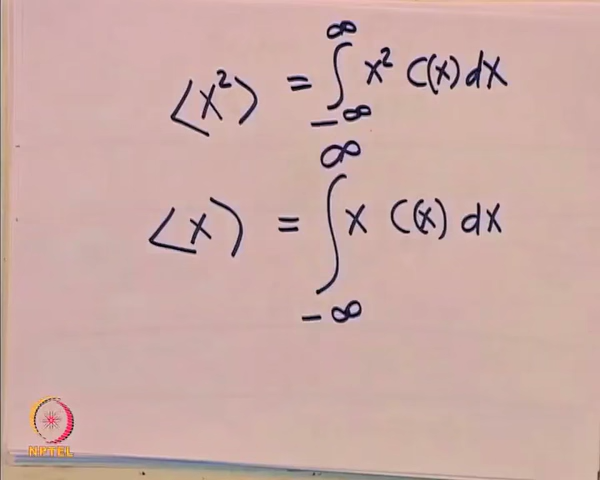 ⟨x²⟩ = ∫_{-∞}^{∞} x² C(x) dx
⟨x⟩ = ∫_{-∞}^{∞} x C(x) dx
NPTEL